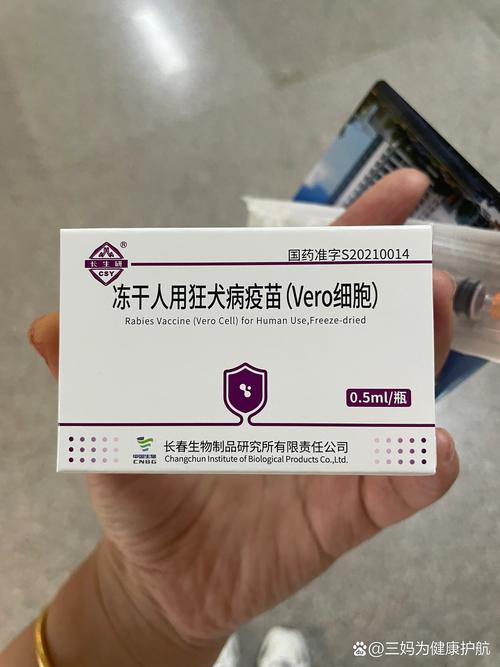 国药准字S20210014
长生研®
CSY
冻干人用狂犬病疫苗(Vero细胞)
Rabies Vaccine (Vero Cell) for Human Use,Freeze-dried
0.5ml/瓶
中国生物
CNBG
长春生物制品研究所有限责任公司
Changchun Institute of Biological Products Co.,Ltd.
三妈为健康护航